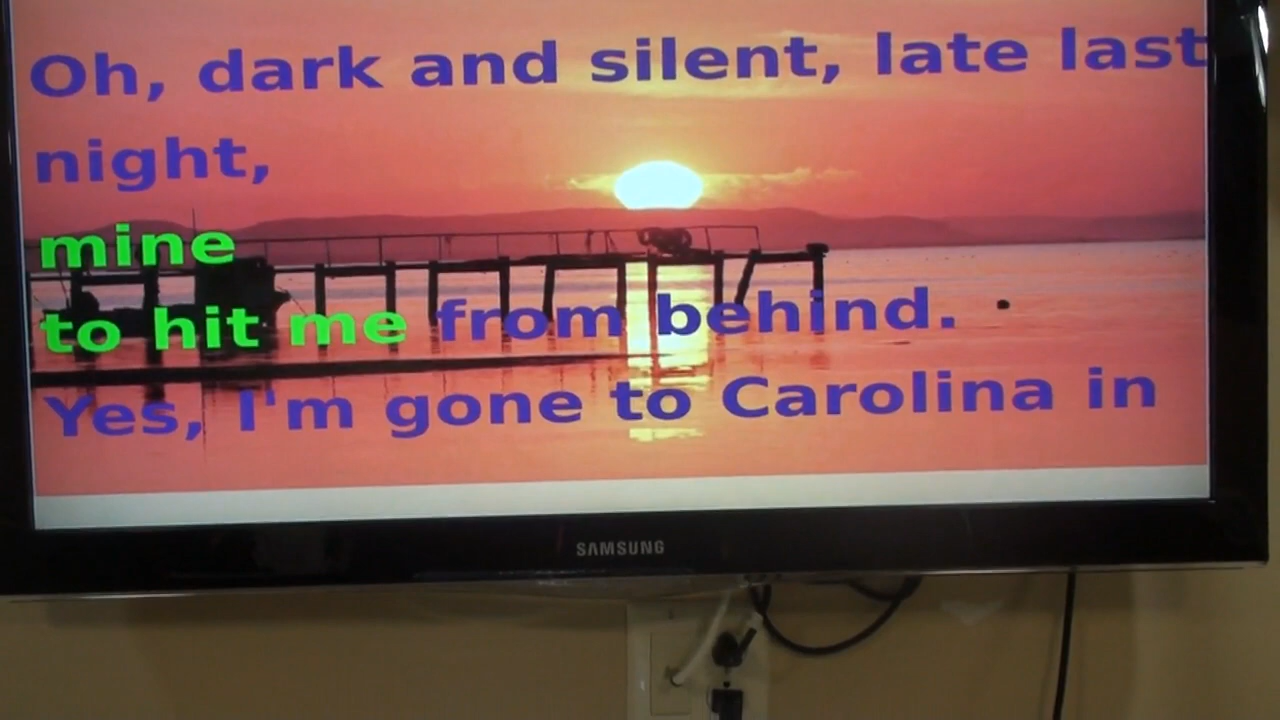 Oh, dark and silent, late last
night,
mine
to hit me from behind.
Yes, I'm gone to Carolina in
SAMSUNG